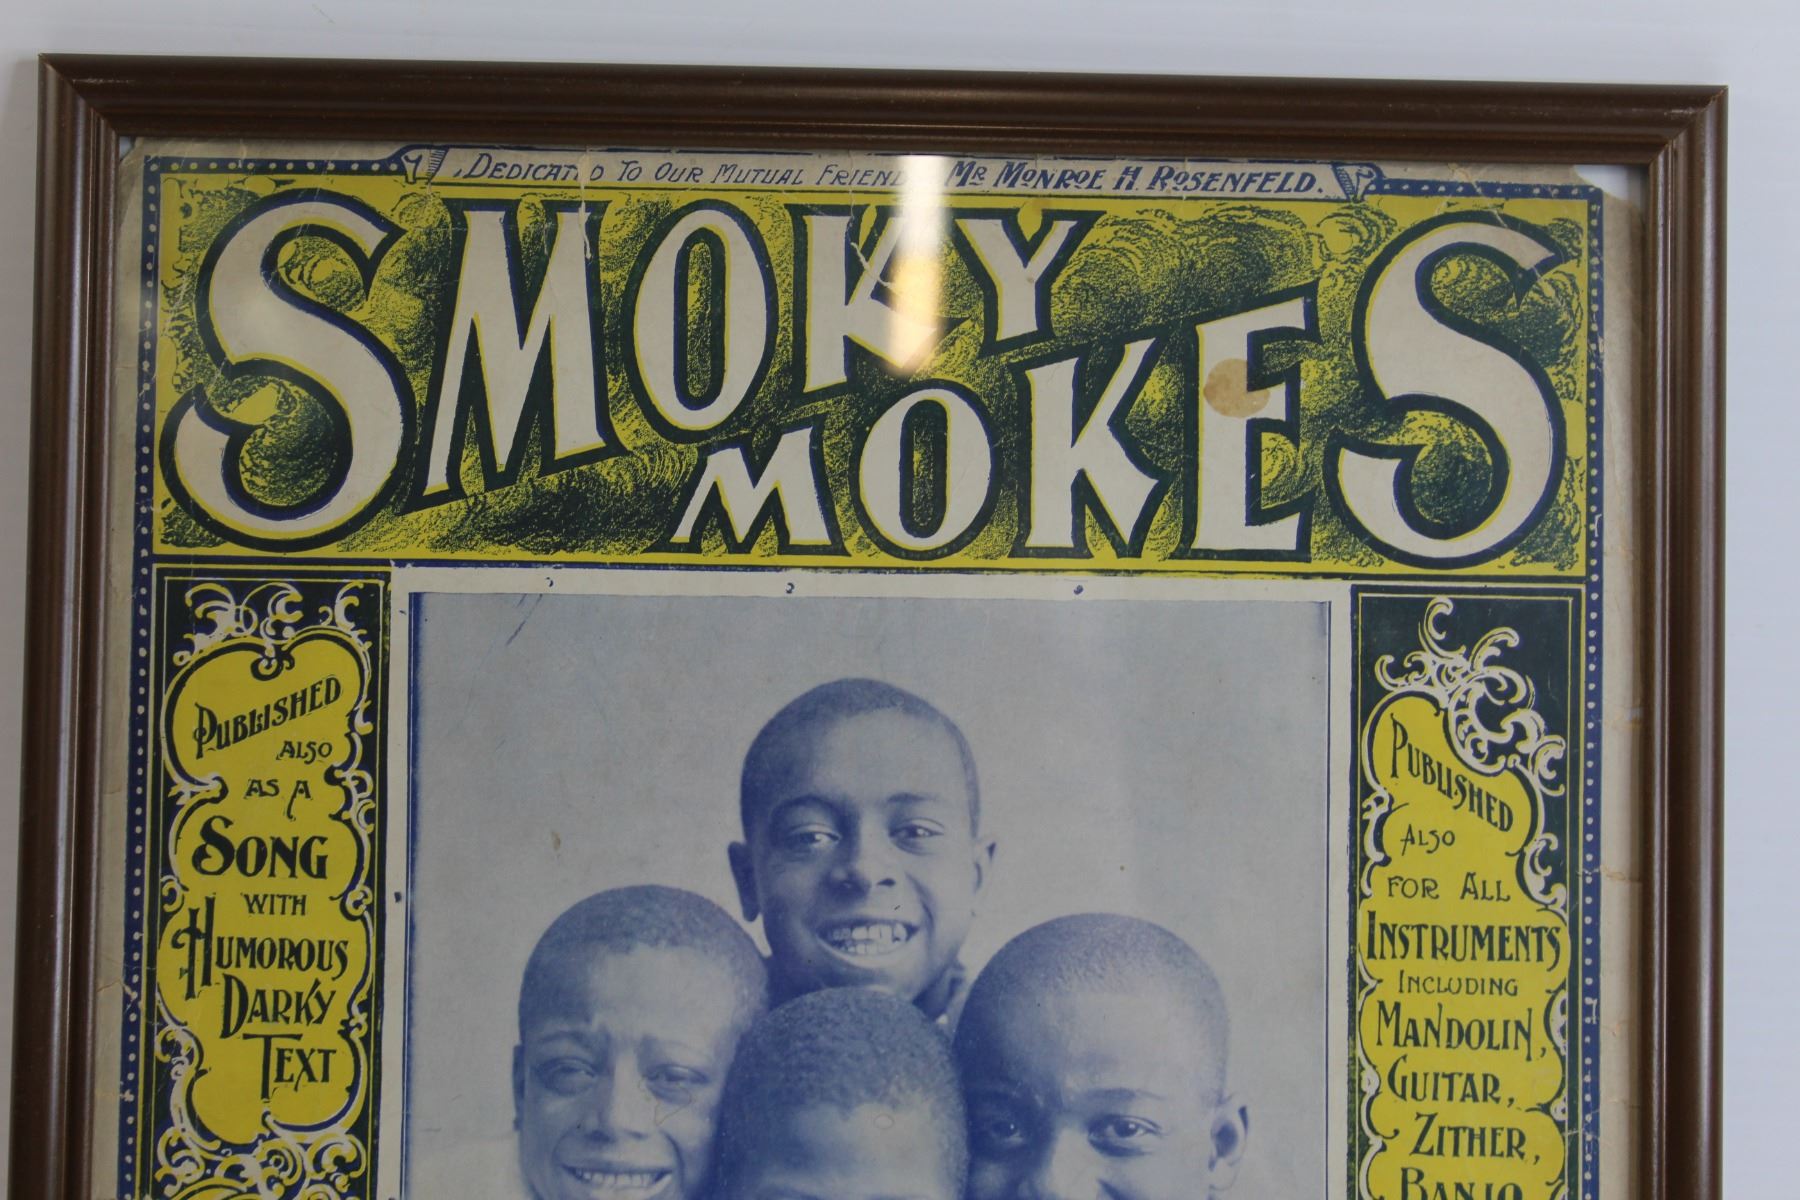 DEDICATED TO OUR MUTUAL FRIEND MR MONROE H. ROSENFELD.
SMOKY
MOKES
PUBLISHED
ALSO
AS A
SONG
WITH
HUMOROUS
DARKY
TEXT
PUBLISHED
ALSO
FOR ALL
INSTRUMENTS
INCLUDING
MANDOLIN,
GUITAR,
ZITHER,
BANJO